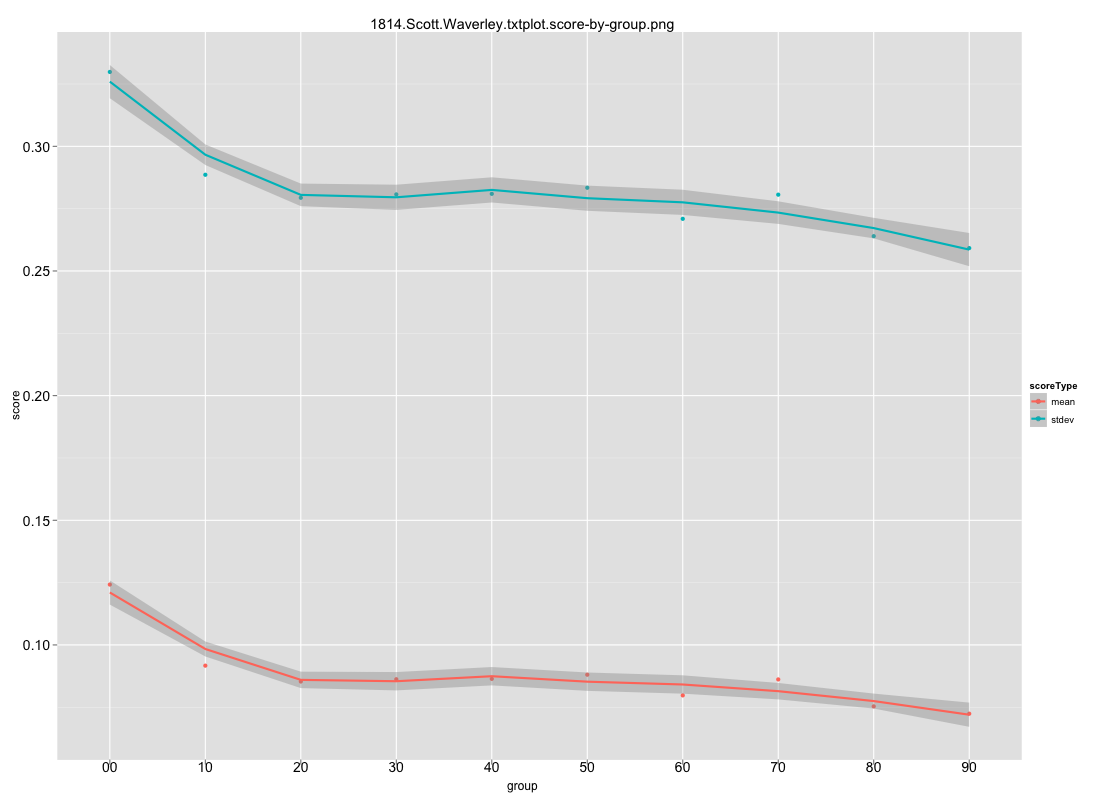 1814.Scott.Waverley.txtplot.score-by-group.png
0.30
0.25
0.20
0.15
0.10
score
00 10 20 30 40 50 60 70 80 90
group
scoreType
mean
stdev